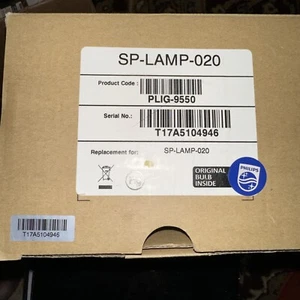 SP-LAMP-020
Product Code :
PLIG-9550
Serial No.:
T17A5104946
Replacement for: SP-LAMP-020
ORIGINAL
BULB
INSIDE
PHILIPS
T17A5104946